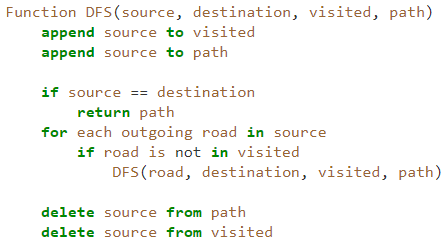 Function DFS(source, destination, visited, path)
    append source to visited
    append source to path

    if source == destination
        return path
    for each outgoing road in source
        if road is not in visited
            DFS(road, destination, visited, path)

    delete source from path
    delete source from visited